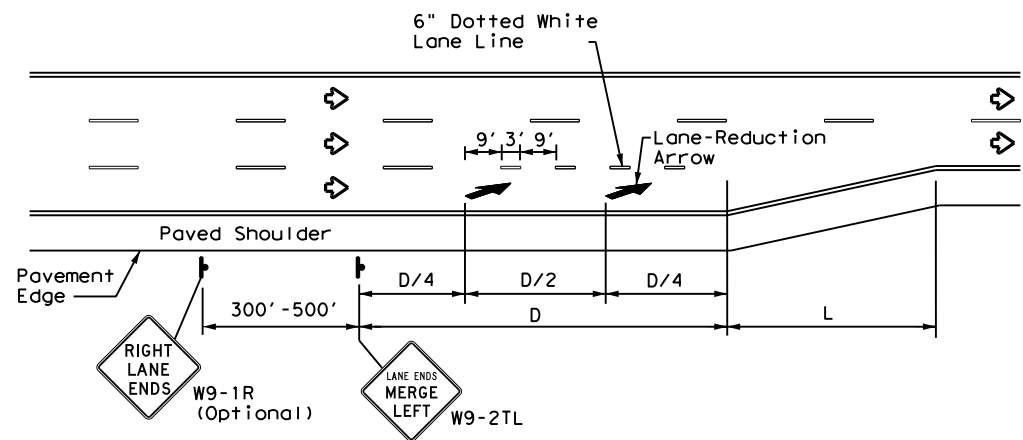 6" Dotted White
Lane Line
9' 3' 9'
Lane-Reduction
Arrow
Paved Shoulder
Pavement
Edge
D/4 D/2 D/4
300'-500' D L
RIGHT
LANE
ENDS
W9-1R
(Optional)
LANE ENDS
MERGE
LEFT
W9-2TL